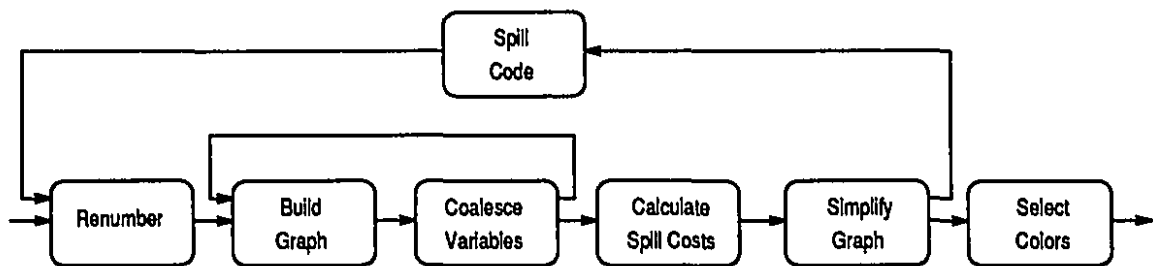 Spill
Code
Renumber
Build
Graph
Coalesce
Variables
Calculate
Spill Costs
Simplify
Graph
Select
Colors